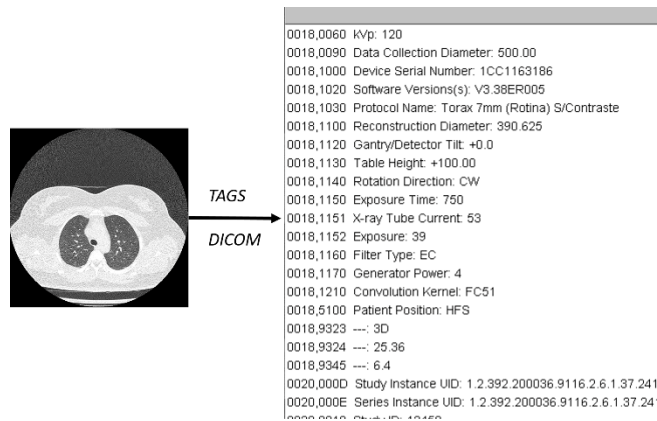 TAGS
DICOM
0018,0060 kVp: 120
0018,0090 Data Collection Diameter: 500.00
0018,1000 Device Serial Number: 1CC1163186
0018,1020 Software Versions(s): V3.38ER005
0018,1030 Protocol Name: Torax 7mm (Rotina) S/Contraste
0018,1100 Reconstruction Diameter: 390.625
0018,1120 Gantry/Detector Tilt: +0.0
0018,1130 Table Height: +100.00
0018,1140 Rotation Direction: CW
0018,1150 Exposure Time: 750
0018,1151 X-ray Tube Current: 53
0018,1152 Exposure: 39
0018,1160 Filter Type: EC
0018,1170 Generator Power: 4
0018,1210 Convolution Kernel: FC51
0018,5100 Patient Position: HFS
0018,9323 ---: 3D
0018,9324 ---: 25.36
0018,9345 ---: 6.4
0020,000D Study Instance UID: 1.2.392.200036.9116.2.6.1.37.241
0020,000E Series Instance UID: 1.2.392.200036.9116.2.6.1.37.24